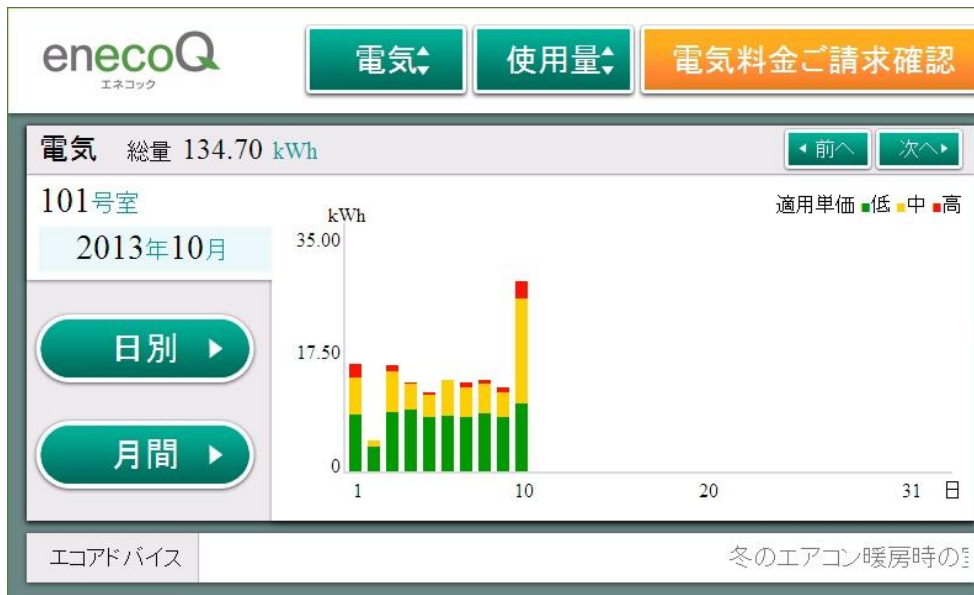 enecoQ
エネコック
電気 使用量 電気料金ご請求確認
電気 総量 134.70 kWh 前へ 次へ
101号室
2013年10月
適用単価 低 中 高
kWh
35.00
17.50
0
1 10 20 31 日
日別
月間
エコアドバイス 冬のエアコン暖房時の